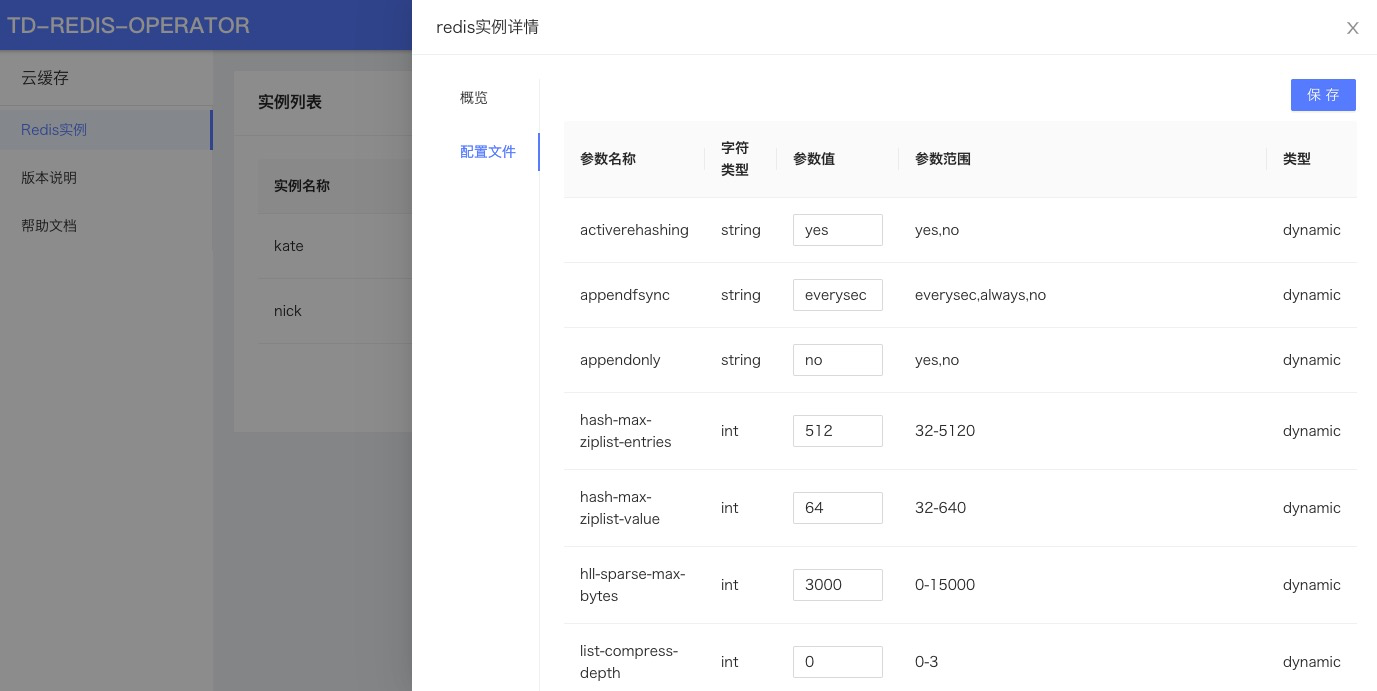 TD-REDIS-OPERATOR
云缓存
Redis实例
版本说明
帮助文档
实例列表
实例名称
kate
nick
redis实例详情
概览
配置文件
保 存
参数名称 字符 参数值 参数范围 类型
类型
activerehashing string yes yes,no dynamic
appendfsync string everysec everysec,always,no dynamic
appendonly string no yes,no dynamic
hash-max-
ziplist-entries int 512 32-5120 dynamic
hash-max-
ziplist-value int 64 32-640 dynamic
hll-sparse-max-
bytes int 3000 0-15000 dynamic
list-compress-
depth int 0 0-3 dynamic